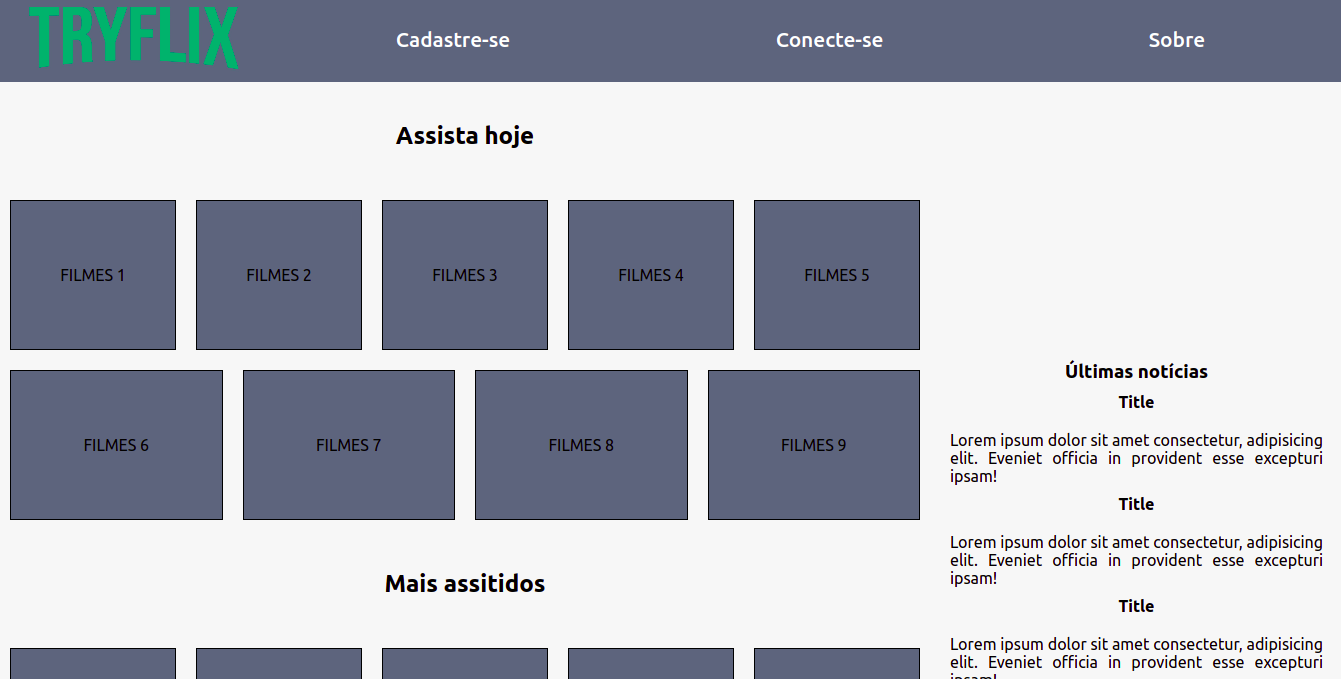 TRYFLIX
Cadastre-se
Conecte-se
Sobre
Assista hoje
FILMES 1
FILMES 2
FILMES 3
FILMES 4
FILMES 5
FILMES 6
FILMES 7
FILMES 8
FILMES 9
Mais assitidos
Últimas notícias
Title
Lorem ipsum dolor sit amet consectetur, adipisicing
elit. Eveniet officia in provident esse excepturi
ipsam!
Title
Lorem ipsum dolor sit amet consectetur, adipisicing
elit. Eveniet officia in provident esse excepturi
ipsam!
Title
Lorem ipsum dolor sit amet consectetur, adipisicing
elit. Eveniet officia in provident esse excepturi